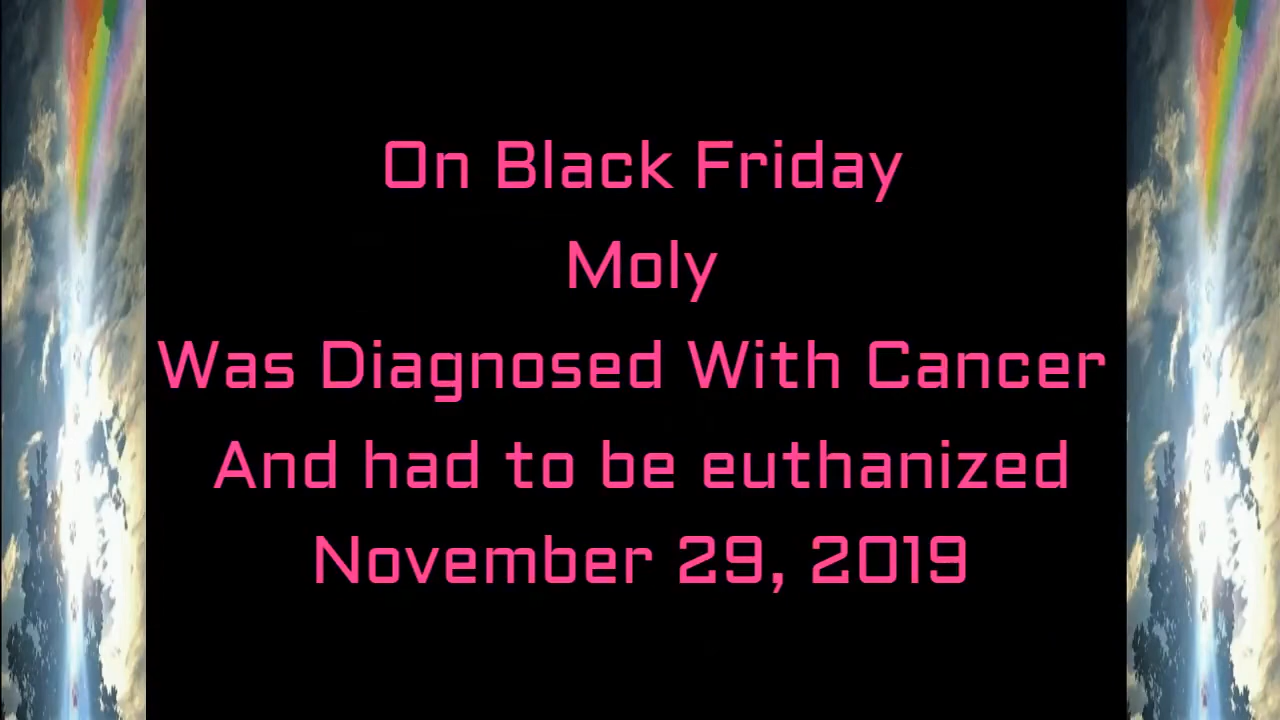 On Black Friday
Moly
Was Diagnosed With Cancer
And had to be euthanized
November 29, 2019